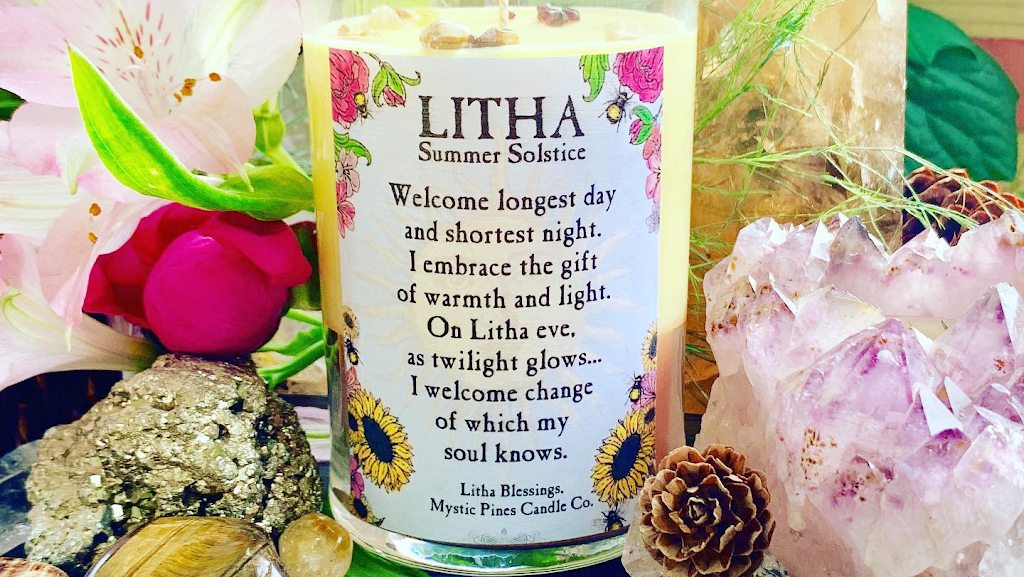 LITHA
Summer Solstice
Welcome longest day
and shortest night.
I embrace the gift
of warmth and light.
On Litha eve,
as twilight glows...
I welcome change
of which my
soul knows.
Litha Blessings,
Mystic Pines Candle Co.